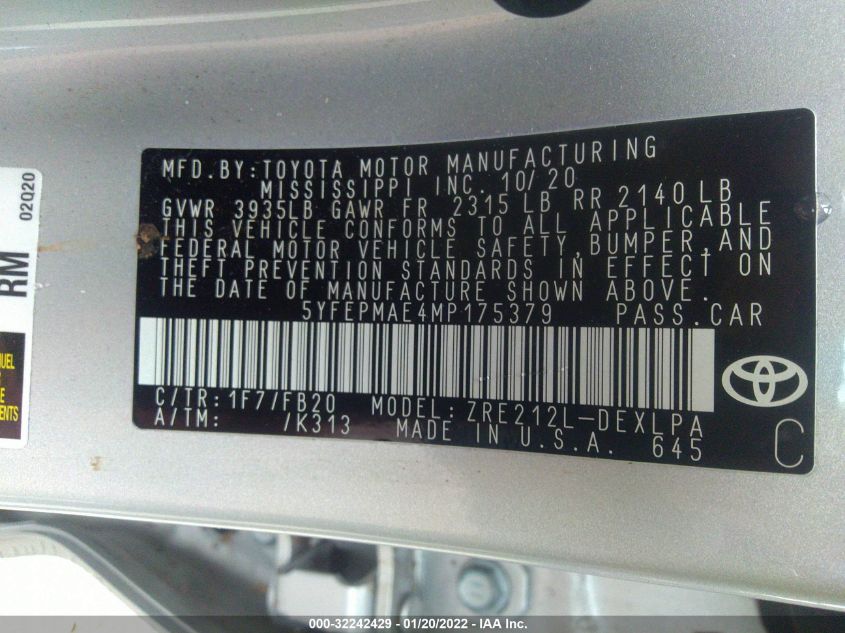 MFD.BY:TOYOTA MOTOR MANUFACTURING
MISSISSIPPI INC. 10/20
GVWR 3935LB GAWR FR 2315 LB RR 2140 LB
THIS VEHICLE CONFORMS TO ALL APPLICABLE
FEDERAL MOTOR VEHICLE SAFETY,BUMPER,AND
THEFT PREVENTION STANDARDS IN EFFECT ON
THE DATE OF MANUFACTURE SHOWN ABOVE.
5YFEPMAE4MP175379 PASS.CAR
C/TR: 1F7/FB20 MODEL: ZRE212L-DEXLPA
A/TM: /K313 MADE IN U.S.A. 645
C
02020
RM
000-32242429 - 01/20/2022 - IAA Inc.